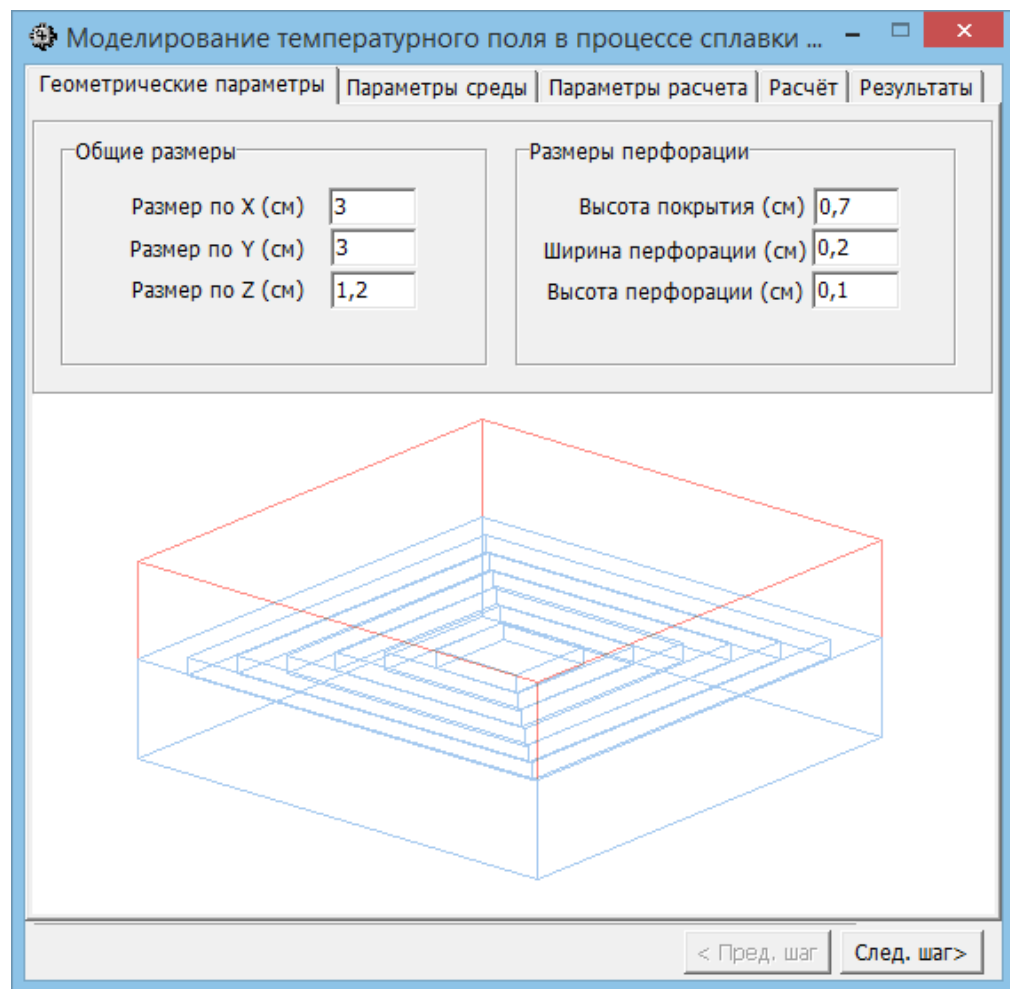 Моделирование температурного поля в процессе сплавки ...
Геометрические параметры Параметры среды Параметры расчета Расчёт Результаты
Общие размеры
Размер по X (см) 3
Размер по Y (см) 3
Размер по Z (см) 1,2
Размеры перфорации
Высота покрытия (см) 0,7
Ширина перфорации (см) 0,2
Высота перфорации (см) 0,1
< Пред. шаг След. шаг>